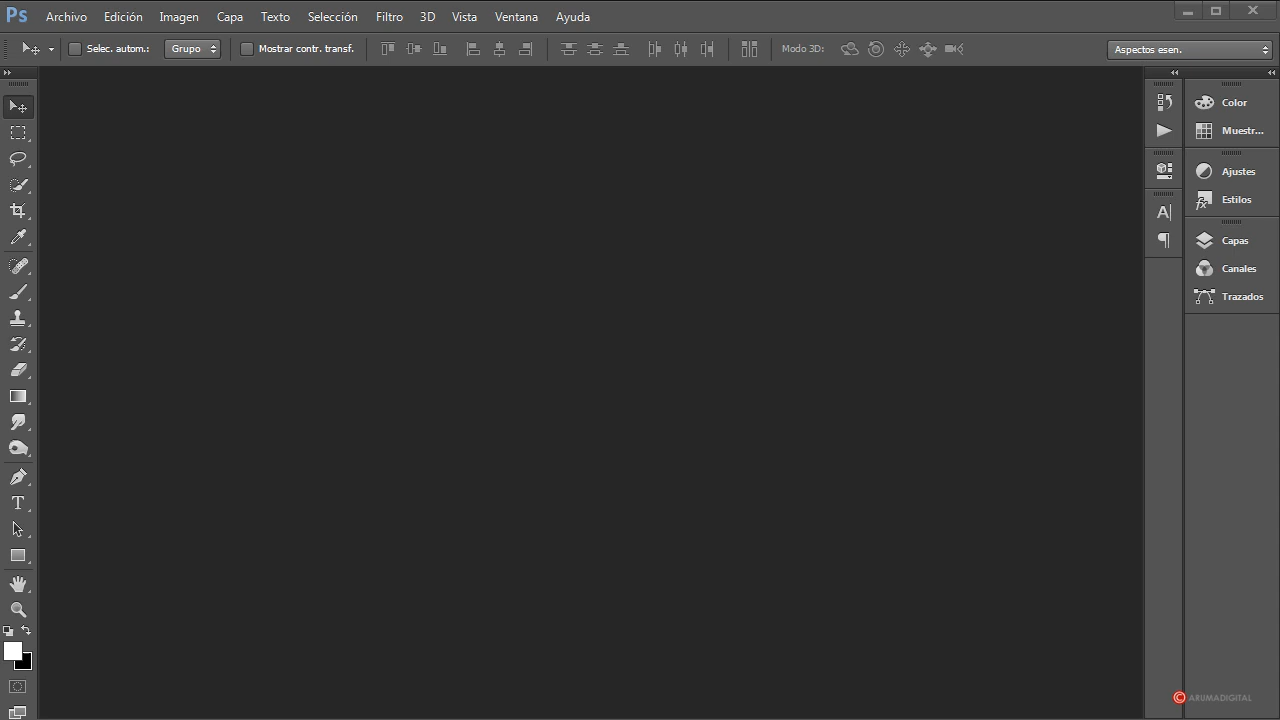 Ps Archivo Edición Imagen Capa Texto Selección Filtro 3D Vista Ventana Ayuda
Selec. autom.: Grupo Mostrar contr. transf. Modo 3D: Aspectos esen.
Color
Muestr...
Ajustes
Estilos
Capas
Canales
Trazados
© ARUMADIGITAL